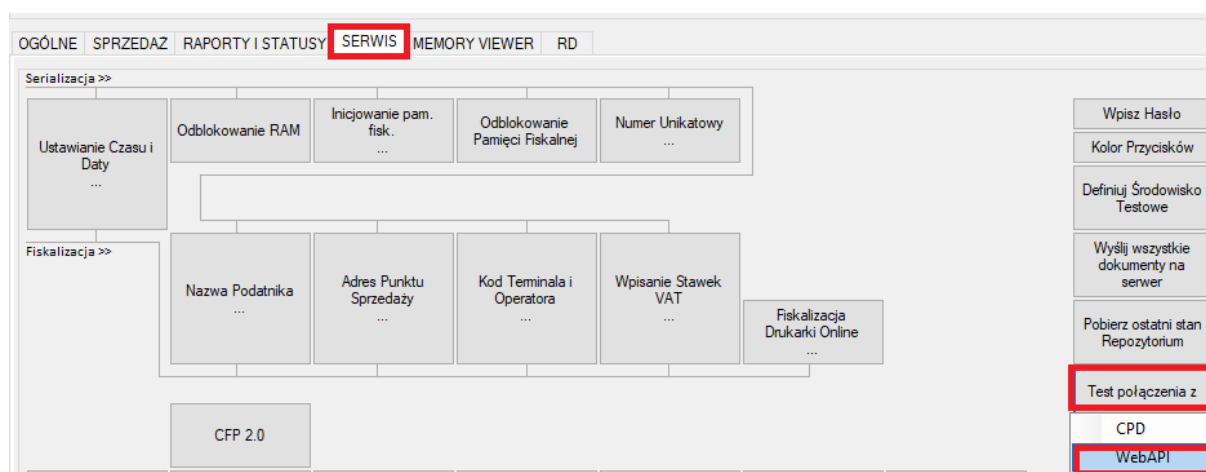 OGÓLNE SPRZEDAŻ RAPORTY I STATUSY SERWIS MEMORY VIEWER RD
Serializacja >>
Ustawianie Czasu i
Daty
...
Odblokowanie RAM
Inicjowanie pam.
fisk.
...
Odblokowanie
Pamięci Fiskalnej
Numer Unikatowy
...
Fiskalizacja >>
Nazwa Podatnika
...
Adres Punktu
Sprzedaży
...
Kod Terminala i
Operatora
...
Wpisanie Stawek
VAT
...
Fiskalizacja
Drukarki Online
...
CFP 2.0
Wpisz Hasło
Kolor Przycisków
Definiuj Środowisko
Testowe
Wyślij wszystkie
dokumenty na
serwer
Pobierz ostatni stan
Repozytorium
Test połączenia z
CPD
WebAPI